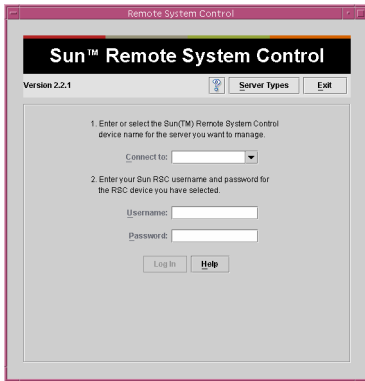 Remote System Control
Sun™ Remote System Control
Version 2.2.1
Server Types
Exit
1. Enter or select the Sun(TM) Remote System Control
device name for the server you want to manage.
Connect to:
2. Enter your Sun RSC username and password for
the RSC device you have selected.
Username:
Password:
Log In
Help